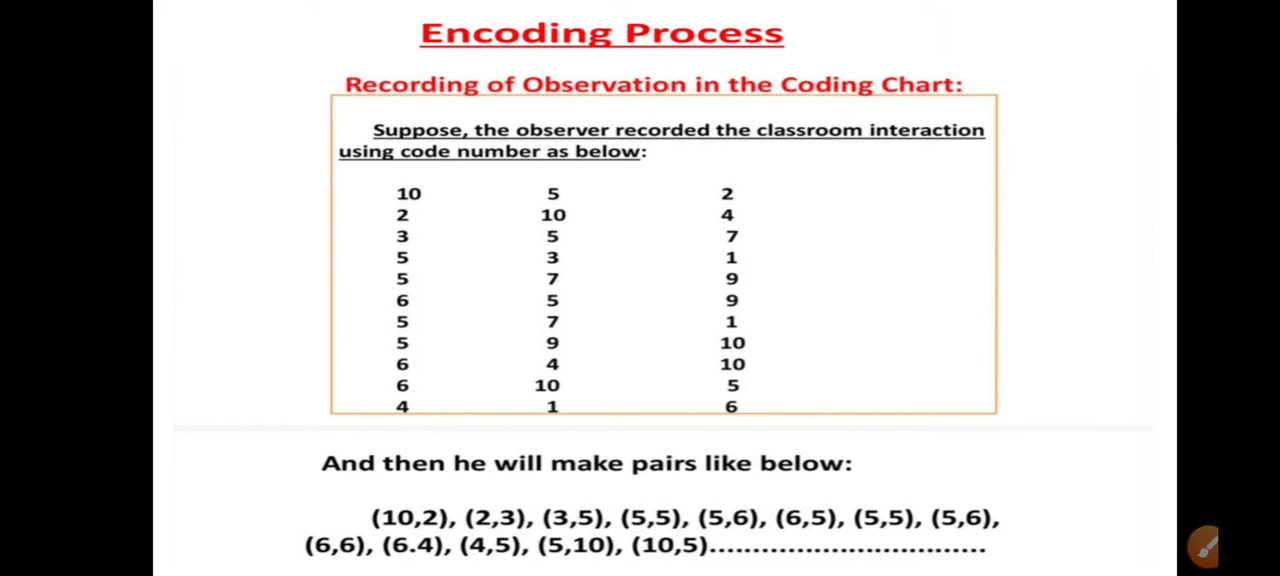 Encoding Process
Recording of Observation in the Coding Chart:
Suppose, the observer recorded the classroom interaction
using code number as below:
10 5 2
2 10 4
3 5 7
5 3 1
5 7 9
6 5 9
5 7 1
5 9 10
6 4 10
6 10 5
4 1 6
And then he will make pairs like below:
(10,2), (2,3), (3,5), (5,5), (5,6), (6,5), (5,5), (5,6),
(6,6), (6.4), (4,5), (5,10), (10,5)................................